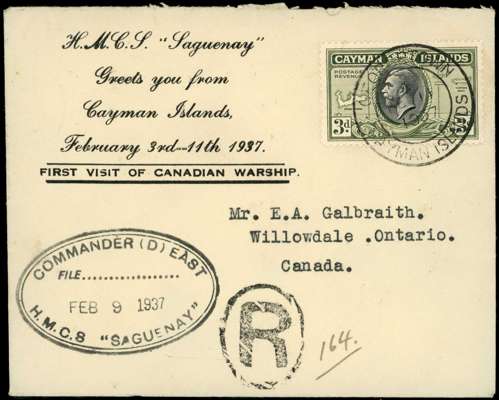 H.M.C.S. "Saguenay"
Greets you from
Cayman Islands,
February 3rd--11th 1937.
FIRST VISIT OF CANADIAN WARSHIP.
CAYMAN ISLANDS
POSTAGE
REVENUE
3d
CAYMAN ISLANDS
Mr. E.A. Galbraith.
Willowdale .Ontario.
Canada.
COMMANDER (D) EAST
FILE...................
FEB 9 1937
H.M.C.S "SAGUENAY"
R
164.